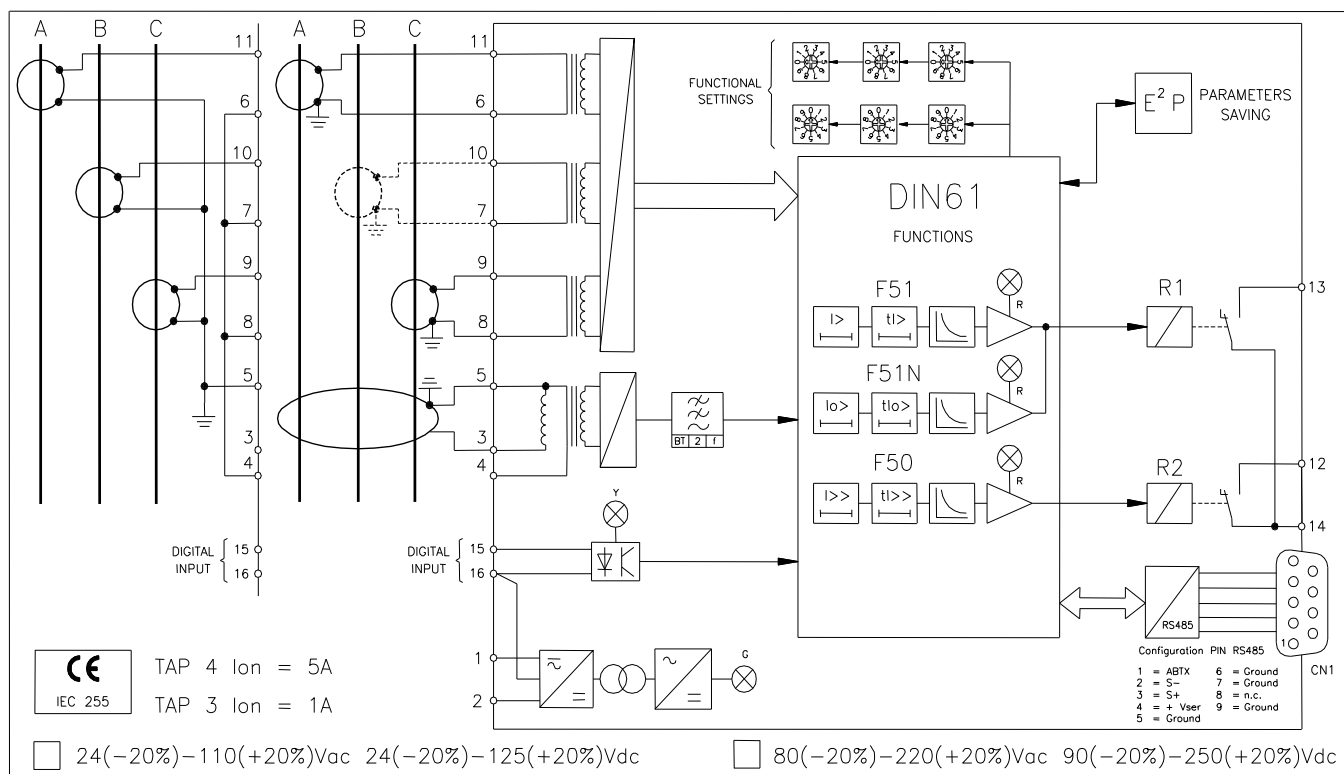 A B C
11
6
10
7
9
8
5
3
4
DIGITAL INPUT
15
16
A B C
11
6
10
7
9
8
5
3
4
DIGITAL INPUT
15
16
1
2
FUNCTIONAL SETTINGS
E² P
PARAMETERS SAVING
DIN61
FUNCTIONS
F51
I> tI>
R
F51N
Io> tIo>
R
F50
I>> tI>>
R
BT 2 f
Y
G
R1
13
R2
12
14
RS485
1
CN1
Configuration PIN RS485
1 = ABTX 6 = Ground
2 = S- 7 = Ground
3 = S+ 8 = n.c.
4 = + Vser 9 = Ground
5 = Ground
CE
IEC 255
TAP 4 Ion = 5A
TAP 3 Ion = 1A
24(-20%)-110(+20%)Vac 24(-20%)-125(+20%)Vdc
80(-20%)-220(+20%)Vac 90(-20%)-250(+20%)Vdc